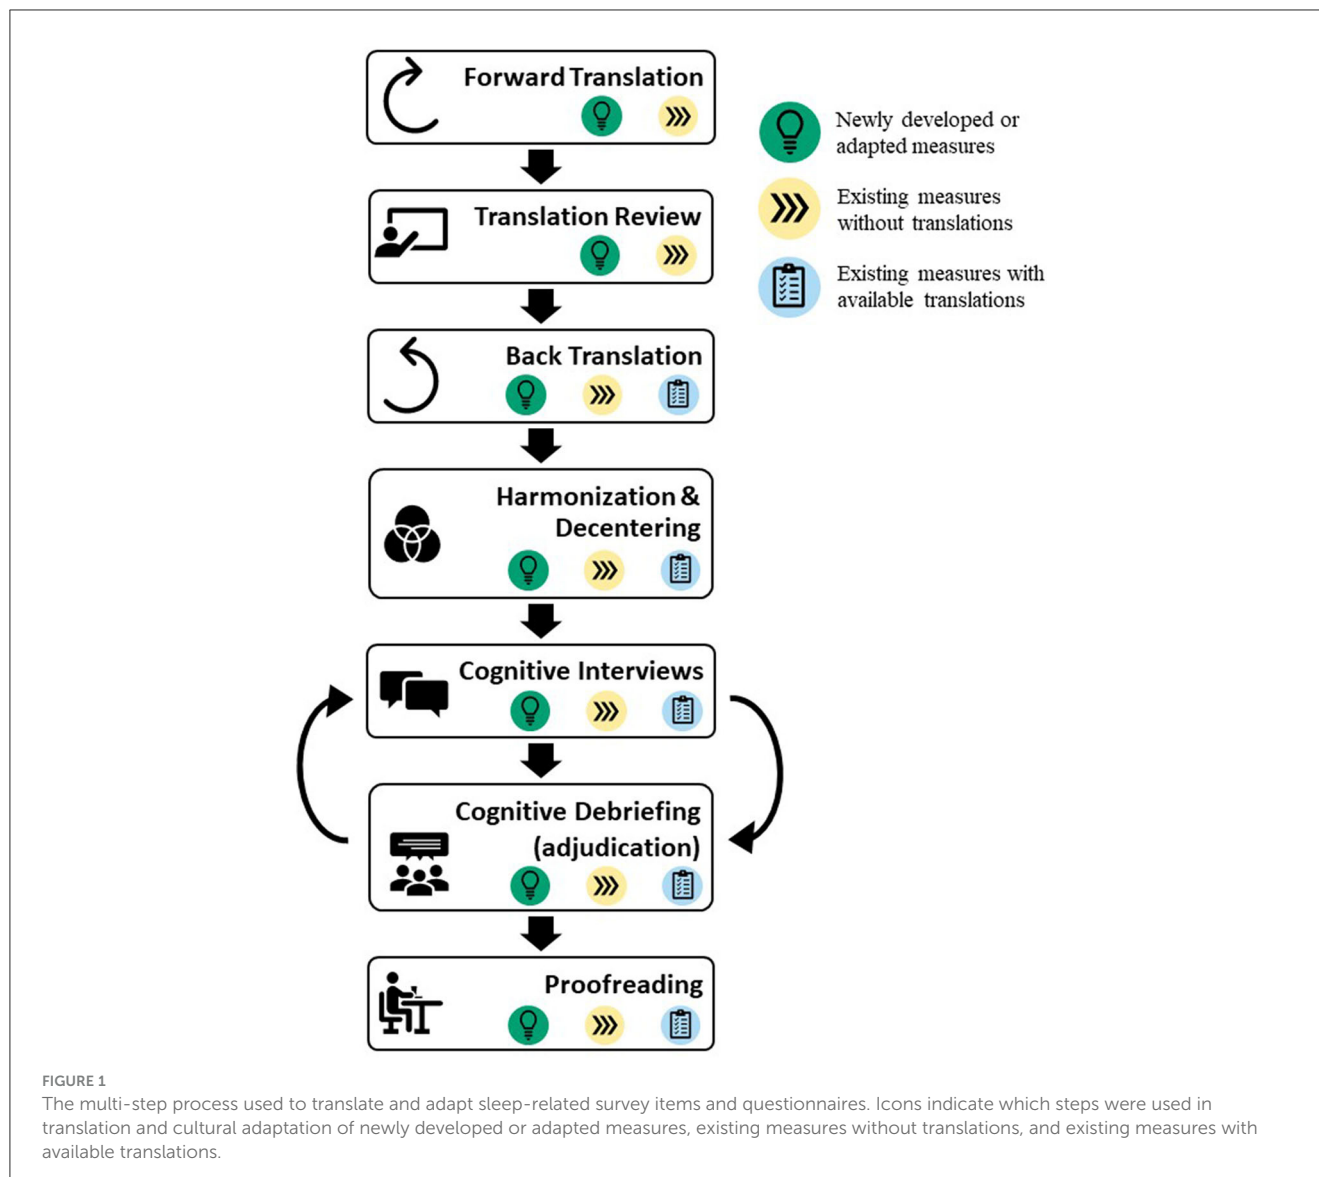 Forward Translation
Translation Review
Back Translation
Harmonization &
Decentering
Cognitive Interviews
Cognitive Debriefing
(adjudication)
Proofreading
Newly developed or
adapted measures
Existing measures
without translations
Existing measures with
available translations
FIGURE 1
The multi-step process used to translate and adapt sleep-related survey items and questionnaires. Icons indicate which steps were used in
translation and cultural adaptation of newly developed or adapted measures, existing measures without translations, and existing measures with
available translations.